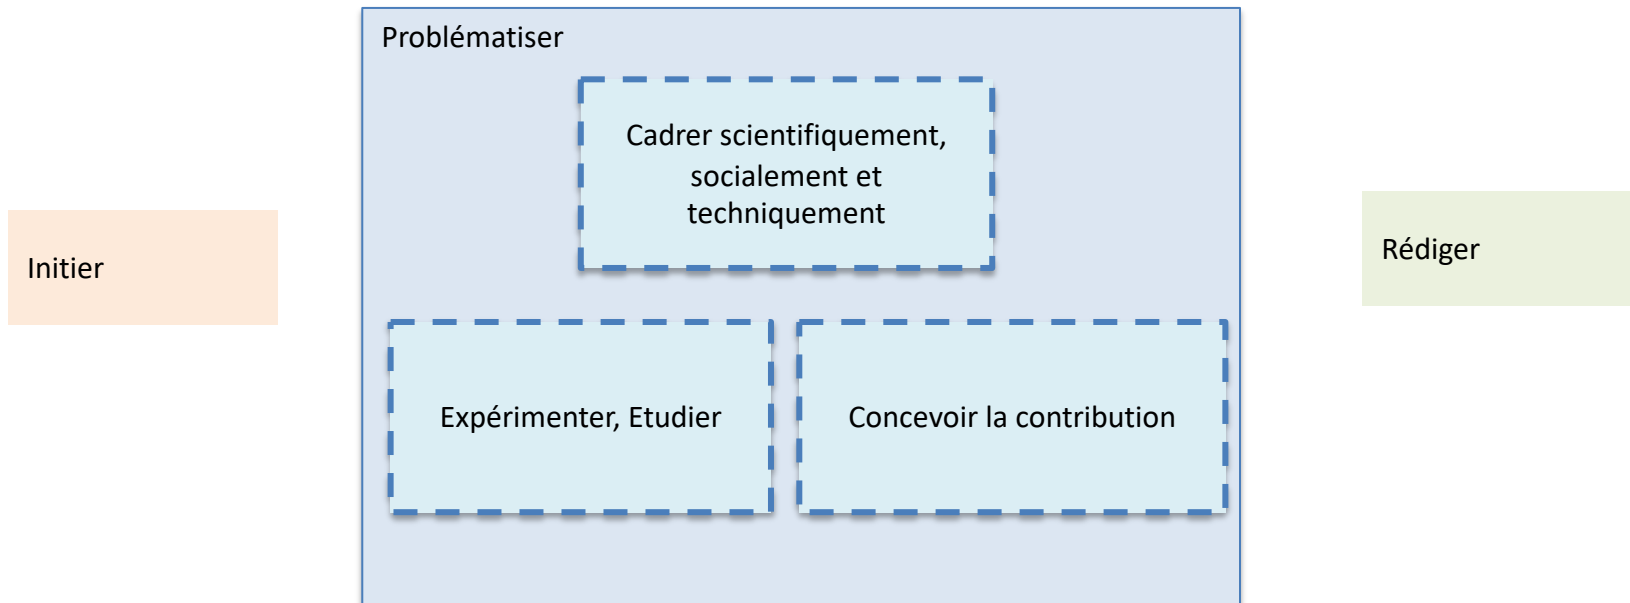 Problématiser
Cadrer scientifiquement,
socialement et
techniquement
Initier
Rédiger
Expérimenter, Etudier
Concevoir la contribution